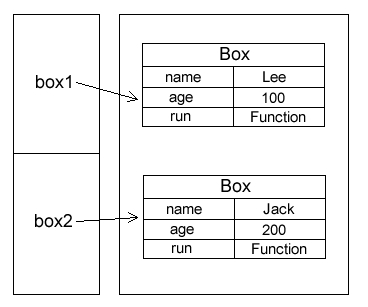 box1
Box
name Lee
age 100
run Function
box2
Box
name Jack
age 200
run Function